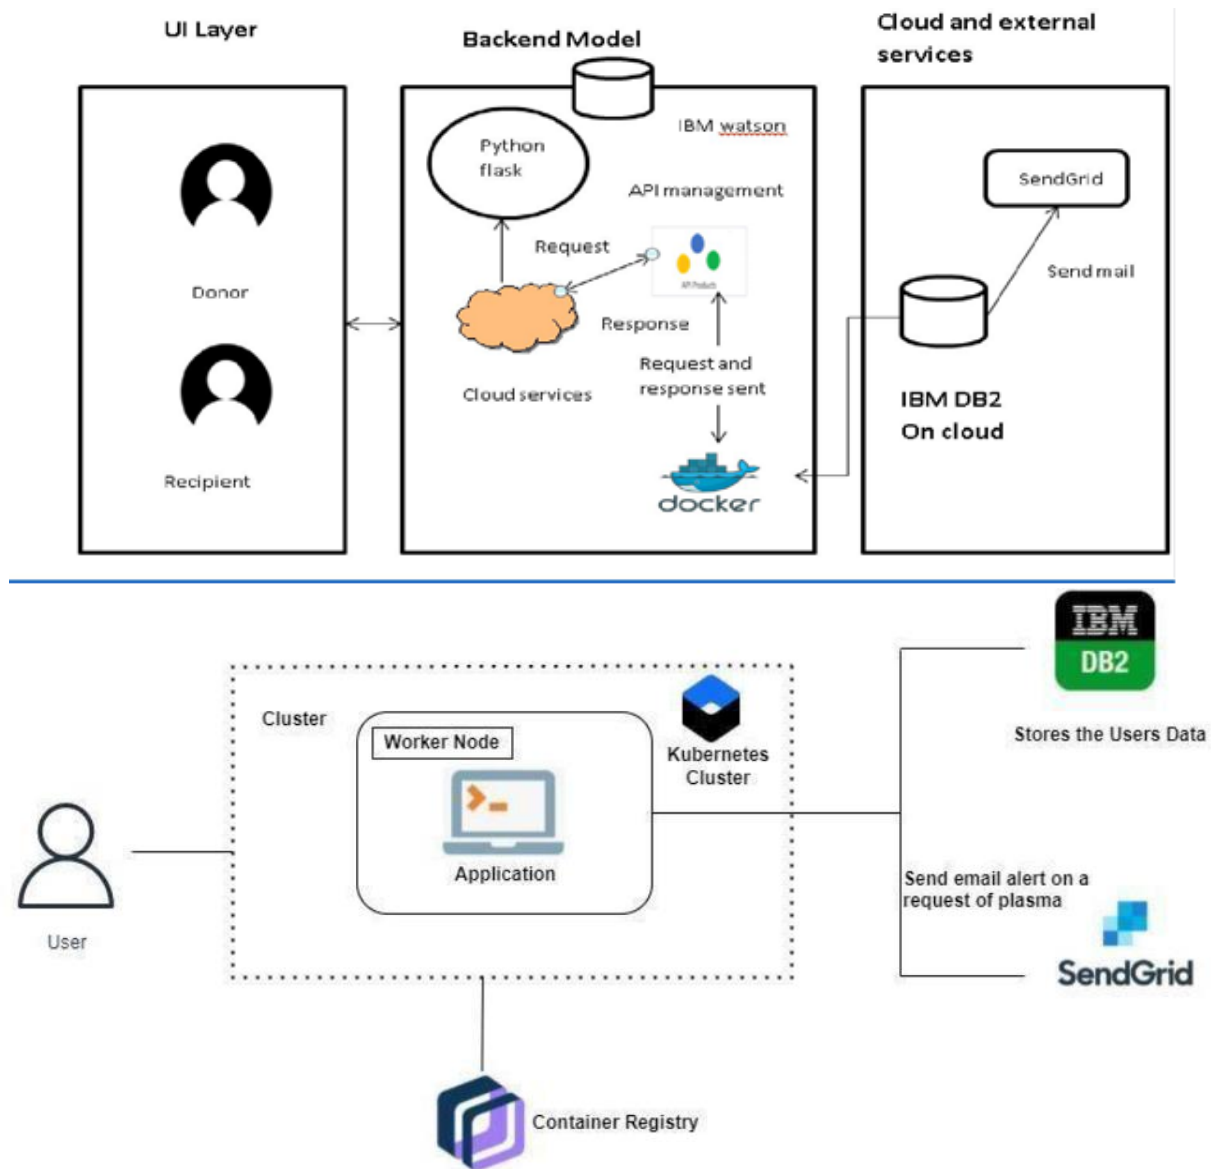 UI Layer
Backend Model
Cloud and external
services
Donor
Recipient
Python
flask
IBM watson
API management
Request
API Products
Response
Cloud services
Request and
response sent
docker
SendGrid
Send mail
IBM DB2
On cloud
Cluster
Worker Node
Application
Kubernetes
Cluster
User
Container Registry
IBM
DB2
Stores the Users Data
Send email alert on a
request of plasma
SendGrid